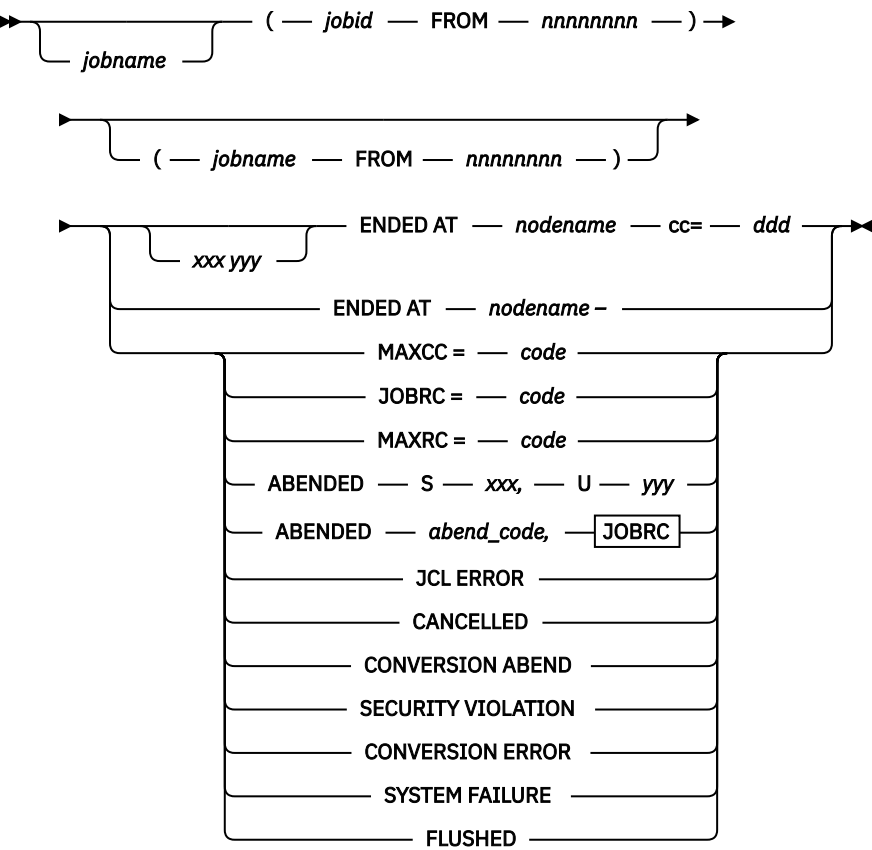 ( jobid FROM nnnnnnnn )
jobname
( jobname FROM nnnnnnnn )
ENDED AT nodename cc= ddd
xxx yyy
ENDED AT nodename –
MAXCC = code
JOBRC = code
MAXRC = code
ABENDED S xxx, U yyy
ABENDED abend_code, JOBRC
JCL ERROR
CANCELLED
CONVERSION ABEND
SECURITY VIOLATION
CONVERSION ERROR
SYSTEM FAILURE
FLUSHED